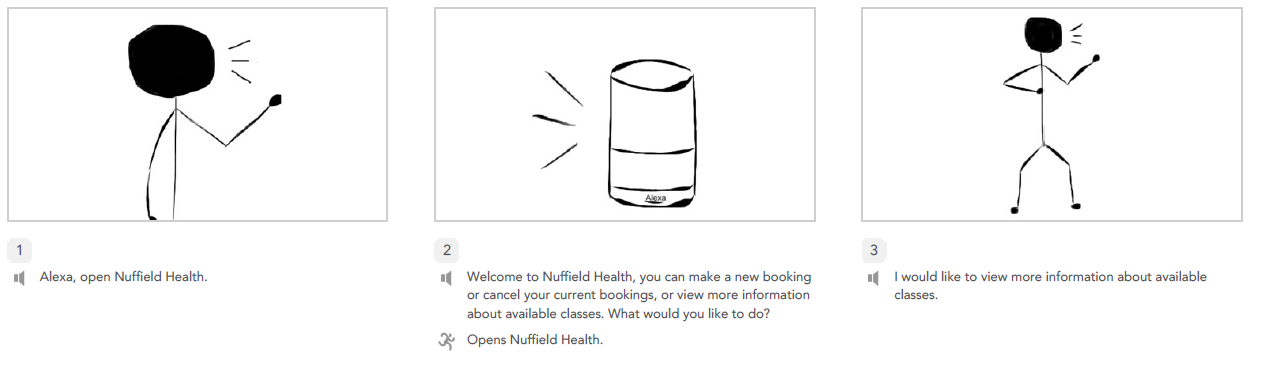 Alexa
1
Alexa, open Nuffield Health.
2
Welcome to Nuffield Health, you can make a new booking
or cancel your current bookings, or view more information
about available classes. What would you like to do?
Opens Nuffield Health.
3
I would like to view more information about available
classes.